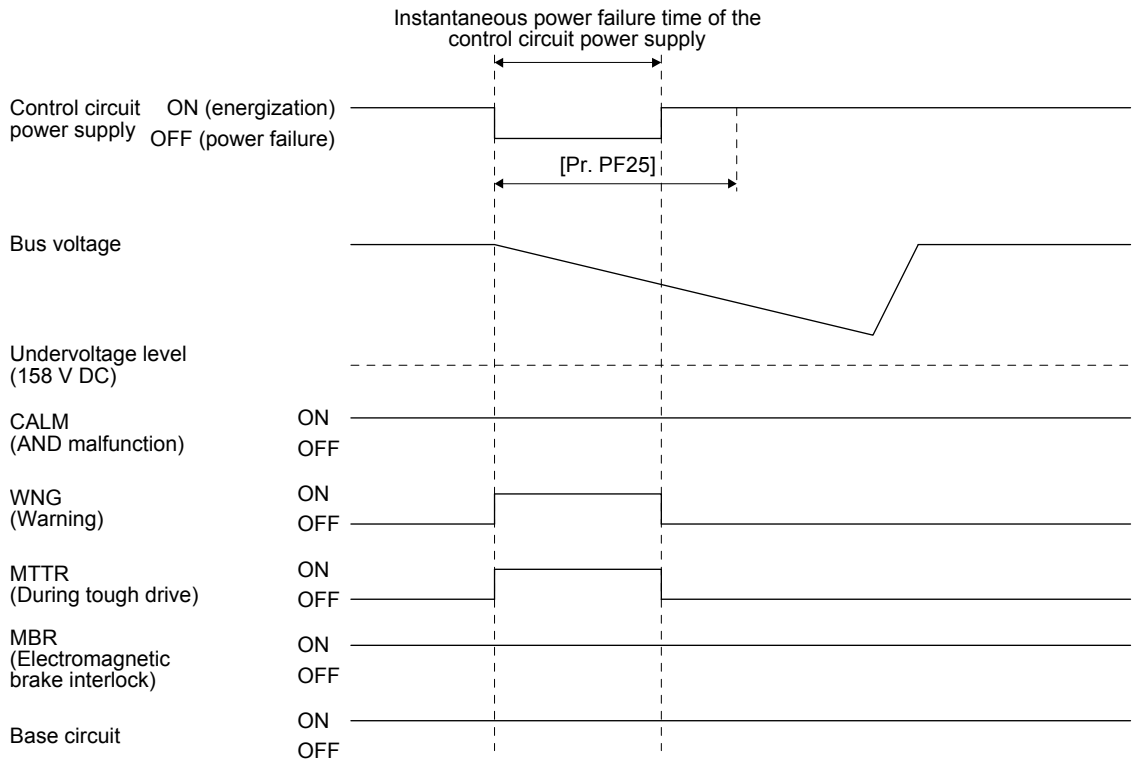 Instantaneous power failure time of the
control circuit power supply
Control circuit ON (energization)
power supply OFF (power failure)
[Pr. PF25]
Bus voltage
Undervoltage level
(158 V DC)
CALM
(AND malfunction)
ON
OFF
WNG
(Warning)
ON
OFF
MTTR
(During tough drive)
ON
OFF
MBR
(Electromagnetic
brake interlock)
ON
OFF
Base circuit
ON
OFF